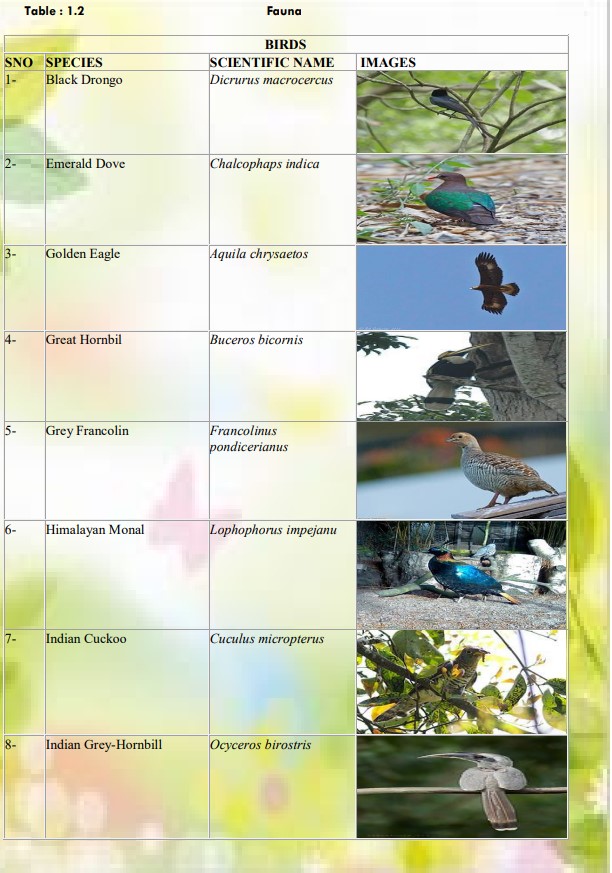 Table : 1.2 Fauna
BIRDS
SNO SPECIES SCIENTIFIC NAME IMAGES
1- Black Drongo Dicrurus macrocercus
2- Emerald Dove Chalcophaps indica
3- Golden Eagle Aquila chrysaetos
4- Great Hornbil Buceros bicornis
5- Grey Francolin Francolinus
pondicerianus
6- Himalayan Monal Lophophorus impejanu
7- Indian Cuckoo Cuculus micropterus
8- Indian Grey-Hornbill Ocyceros birostris